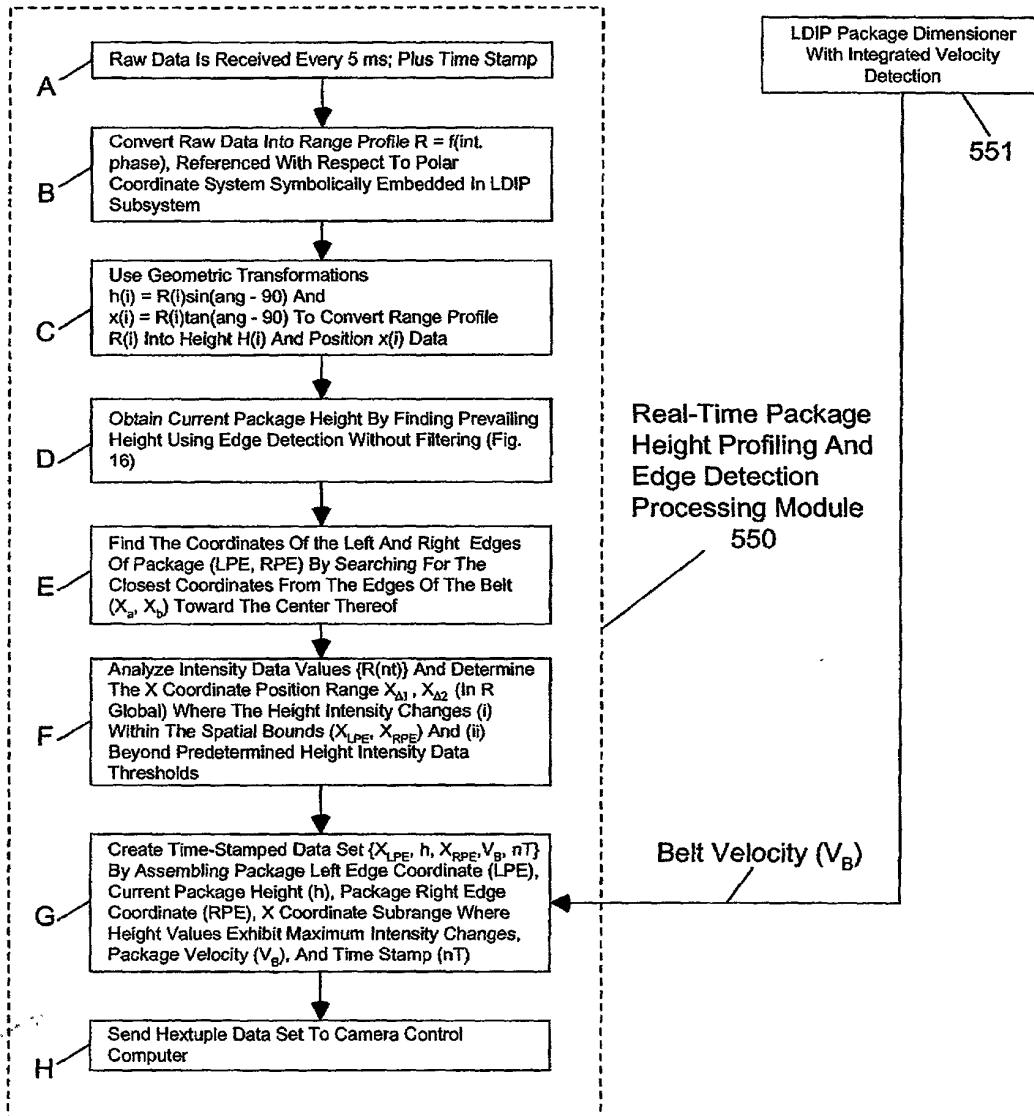 A
Raw Data Is Received Every 5 ms; Plus Time Stamp
B
Convert Raw Data Into Range Profile R = f(int.
phase), Referenced With Respect To Polar
Coordinate System Symbolically Embedded In LDIP
Subsystem
C
Use Geometric Transformations
h(i) = R(i)sin(ang - 90) And
x(i) = R(i)tan(ang - 90) To Convert Range Profile
R(i) Into Height H(i) And Position x(i) Data
D
Obtain Current Package Height By Finding Prevailing
Height Using Edge Detection Without Filtering (Fig.
16)
E
Find The Coordinates Of the Left And Right Edges
Of Package (LPE, RPE) By Searching For The
Closest Coordinates From The Edges Of The Belt
(Xa, Xb) Toward The Center Thereof
F
Analyze Intensity Data Values {R(nt)} And Determine
The X Coordinate Position Range XΔ1, XΔ2 (In R
Global) Where The Height Intensity Changes (i)
Within The Spatial Bounds (XLPE, XRPE) And (ii)
Beyond Predetermined Height Intensity Data
Thresholds
G
Create Time-Stamped Data Set {XLPE, h, XRPE,VB, nT}
By Assembling Package Left Edge Coordinate (LPE),
Current Package Height (h), Package Right Edge
Coordinate (RPE), X Coordinate Subrange Where
Height Values Exhibit Maximum Intensity Changes,
Package Velocity (VB), And Time Stamp (nT)
H
Send Hextuple Data Set To Camera Control
Computer
LDIP Package Dimensioner
With Integrated Velocity
Detection
551
Real-Time Package
Height Profiling And
Edge Detection
Processing Module
550
Belt Velocity (VB)